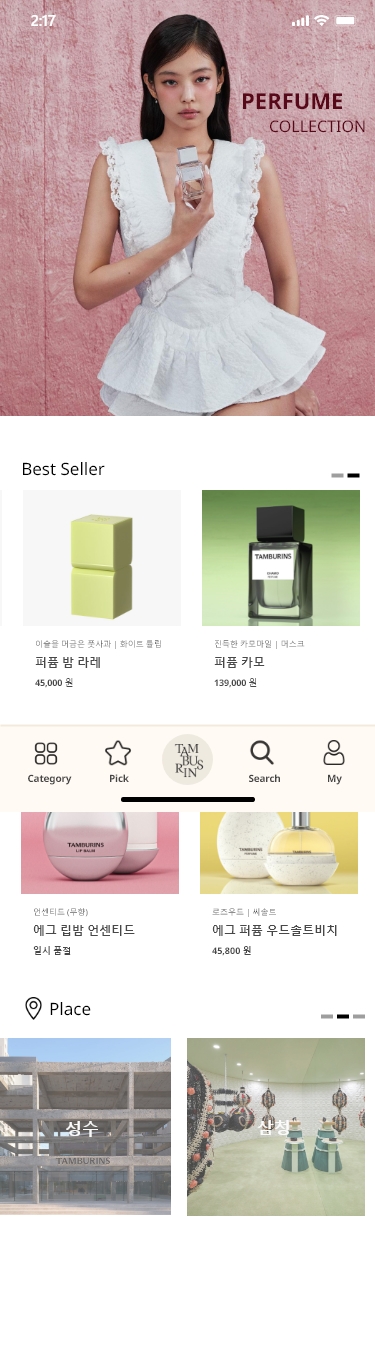 2:17
PERFUME
COLLECTION
Best Seller
TAMBURINS
이슬을 머금은 풋사과 | 화이트 튤립
퍼퓸 밤 라레
45,000 원
진득한 카모마일 | 머스크
퍼퓸 카모
139,000 원
Category
Pick
TAM
BUS
RIN
Search
My
TAMBURINS
LIP BALM
TAMBURINS
언센티드 (무향)
에그 립밤 언센티드
일시 품절
로즈우드 | 씨솔트
에그 퍼퓸 우드솔트비치
45,800 원
Place
성수
TAMBURINS
삼청